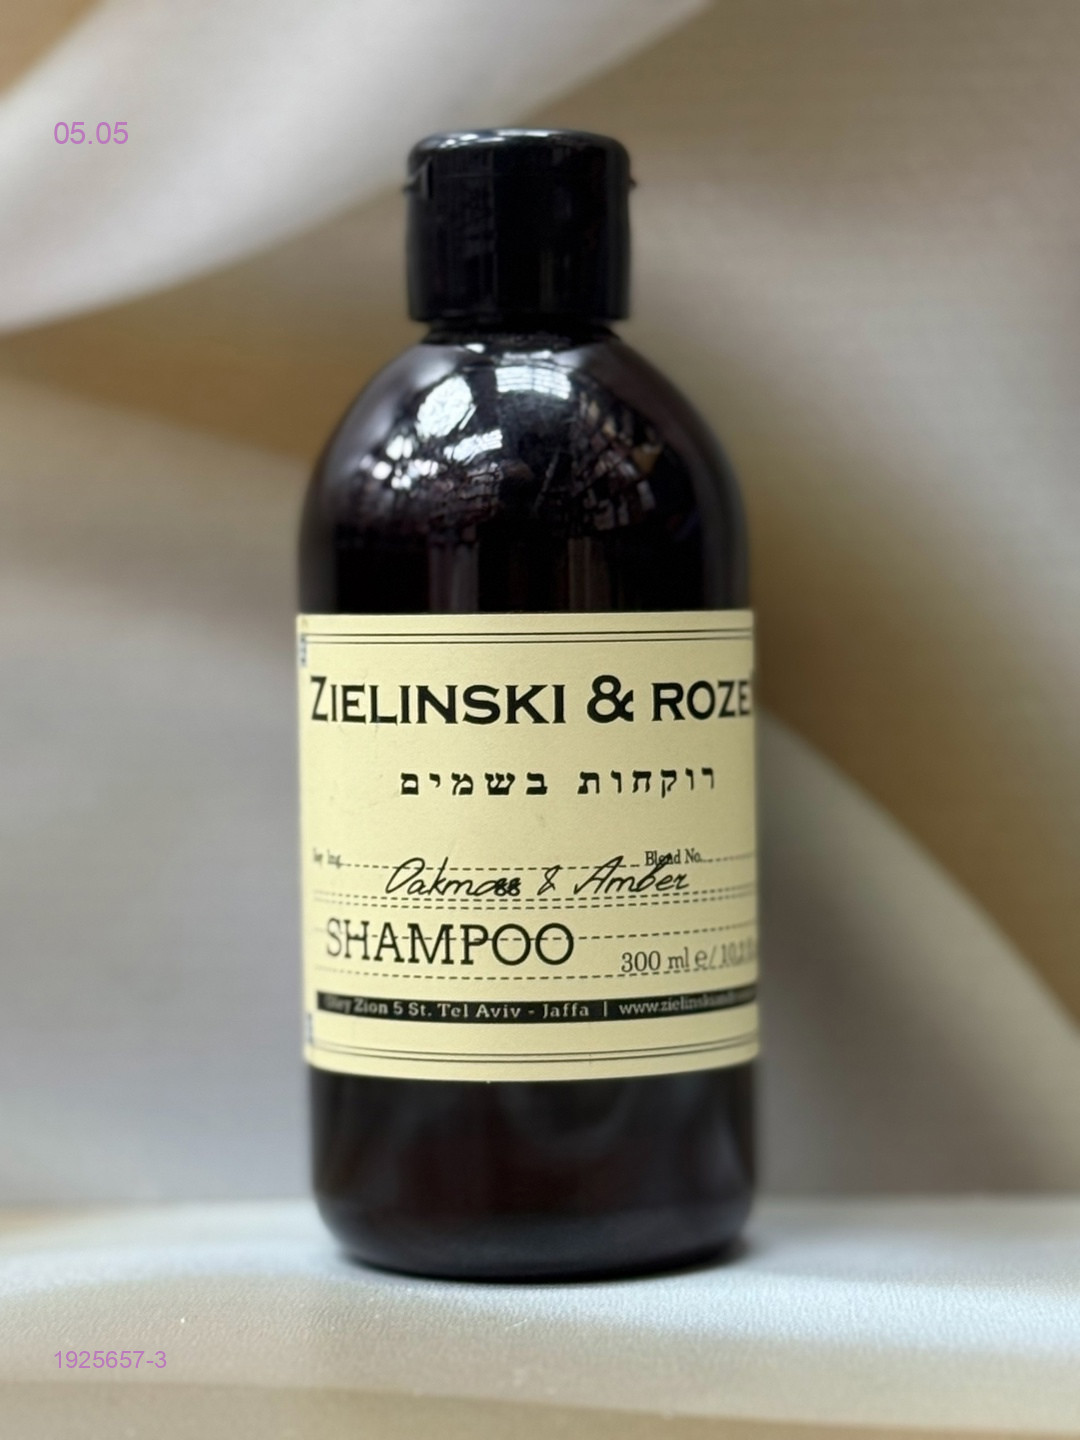 05.05
ZIELINSKI & ROZE
רוקחות בשמים
Blend No.
Oakmoss & Amber
SHAMPOO
300 ml e/ 10,
Zion 5 St. Tel Aviv - Jaffa | www.zielinskiand
1925657-3